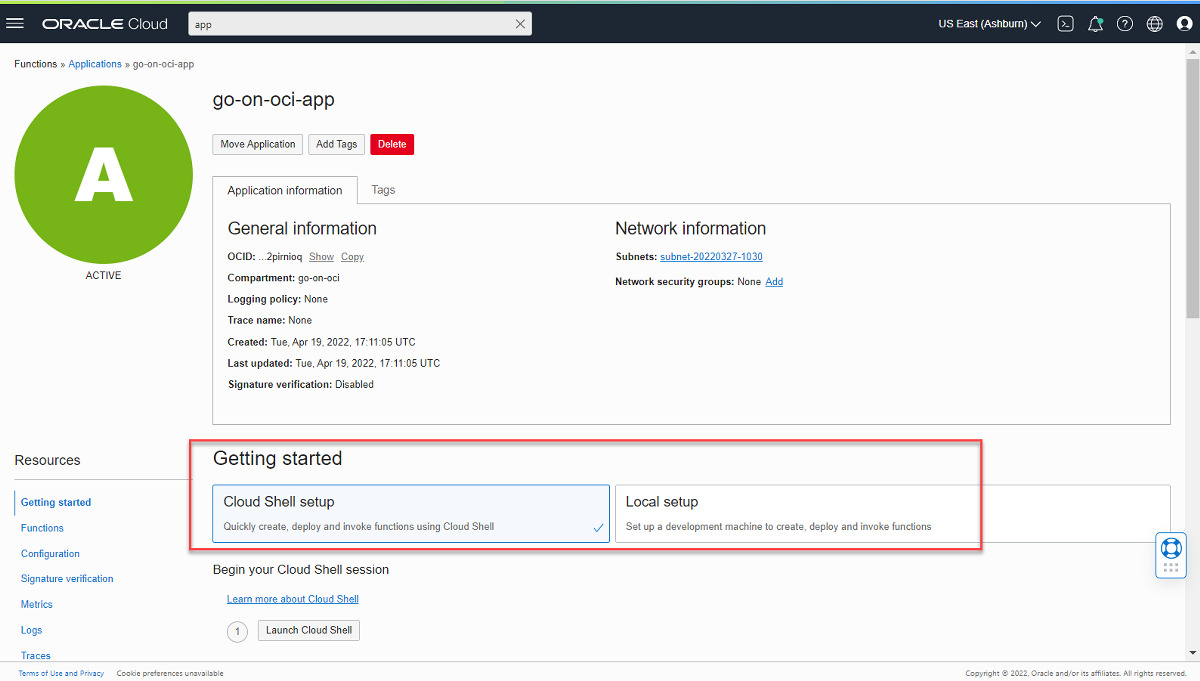 ORACLE Cloud
app
US East (Ashburn)
Functions » Applications » go-on-oci-app
A
ACTIVE
go-on-oci-app
Move Application
Add Tags
Delete
Application information
Tags
General information
OCID: ...2pirnioq Show Copy
Compartment: go-on-oci
Logging policy: None
Trace name: None
Created: Tue, Apr 19, 2022, 17:11:05 UTC
Last updated: Tue, Apr 19, 2022, 17:11:05 UTC
Signature verification: Disabled
Network information
Subnets: subnet-20220327-1030
Network security groups: None Add
Resources
Getting started
Functions
Configuration
Signature verification
Metrics
Logs
Traces
Getting started
Cloud Shell setup
Quickly create, deploy and invoke functions using Cloud Shell
Local setup
Set up a development machine to create, deploy and invoke functions
Begin your Cloud Shell session
Learn more about Cloud Shell
1
Launch Cloud Shell
Terms of Use and Privacy
Cookie preferences unavailable
Copyright © 2022, Oracle and/or its affiliates. All rights reserved.